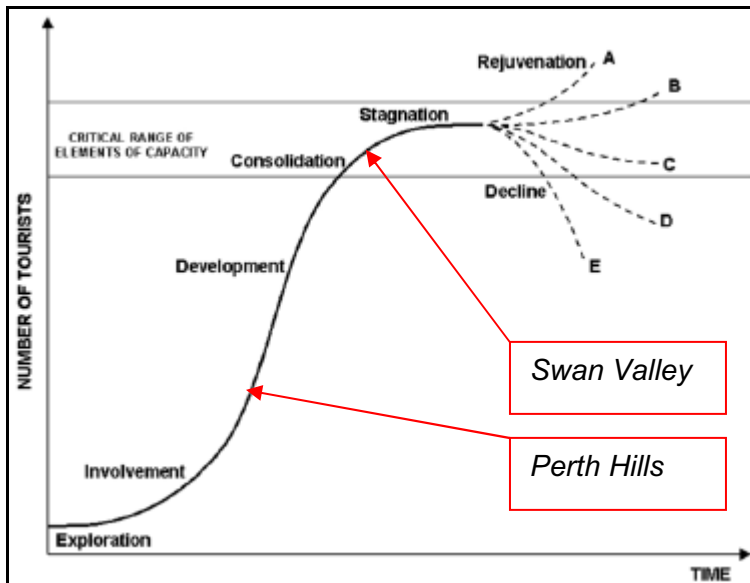 Rejuvenation
A
B
Stagnation
CRITICAL RANGE OF
ELEMENTS OF CAPACITY
Consolidation
C
Decline
D
E
Development
NUMBER OF TOURISTS
Swan Valley
Perth Hills
Involvement
Exploration
TIME